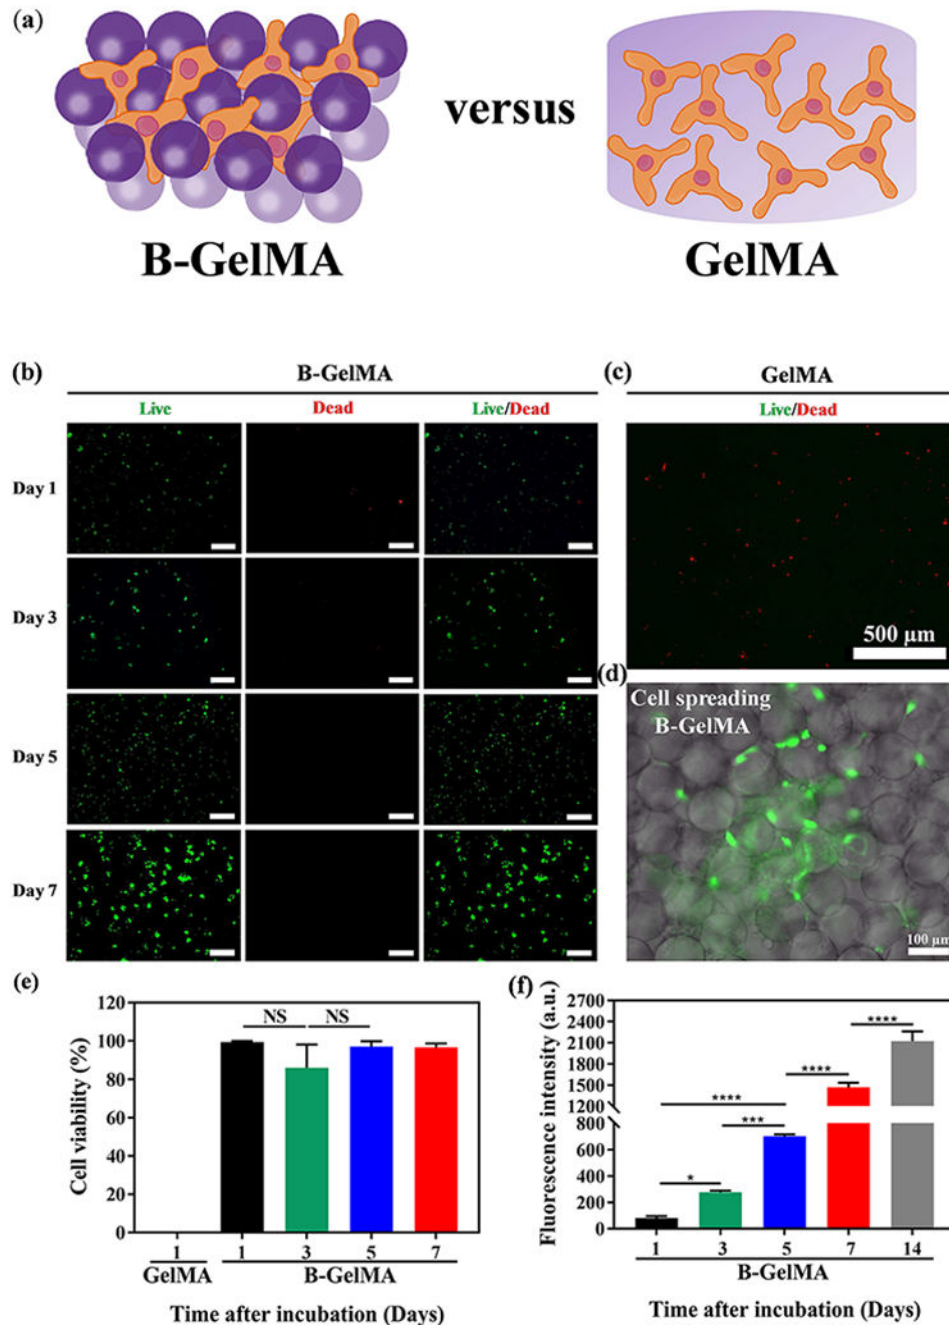 (a)
versus
B-GelMA
GelMA
(b)
B-GelMA
Live
Dead
Live/Dead
Day 1
Day 3
Day 5
Day 7
(c)
GelMA
Live/Dead
500 µm
(d)
Cell spreading
B-GelMA
100 µm
(e)
Cell viability (%)
120
100
80
60
40
20
0
NS
NS
1
1
3
5
7
GelMA
B-GelMA
Time after incubation (Days)
(f)
Fluorescence intensity (a.u.)
2700
2400
2100
1800
1500
1200
800
600
400
200
0
*
***
****
****
****
1
3
5
7
14
B-GelMA
Time after incubation (Days)